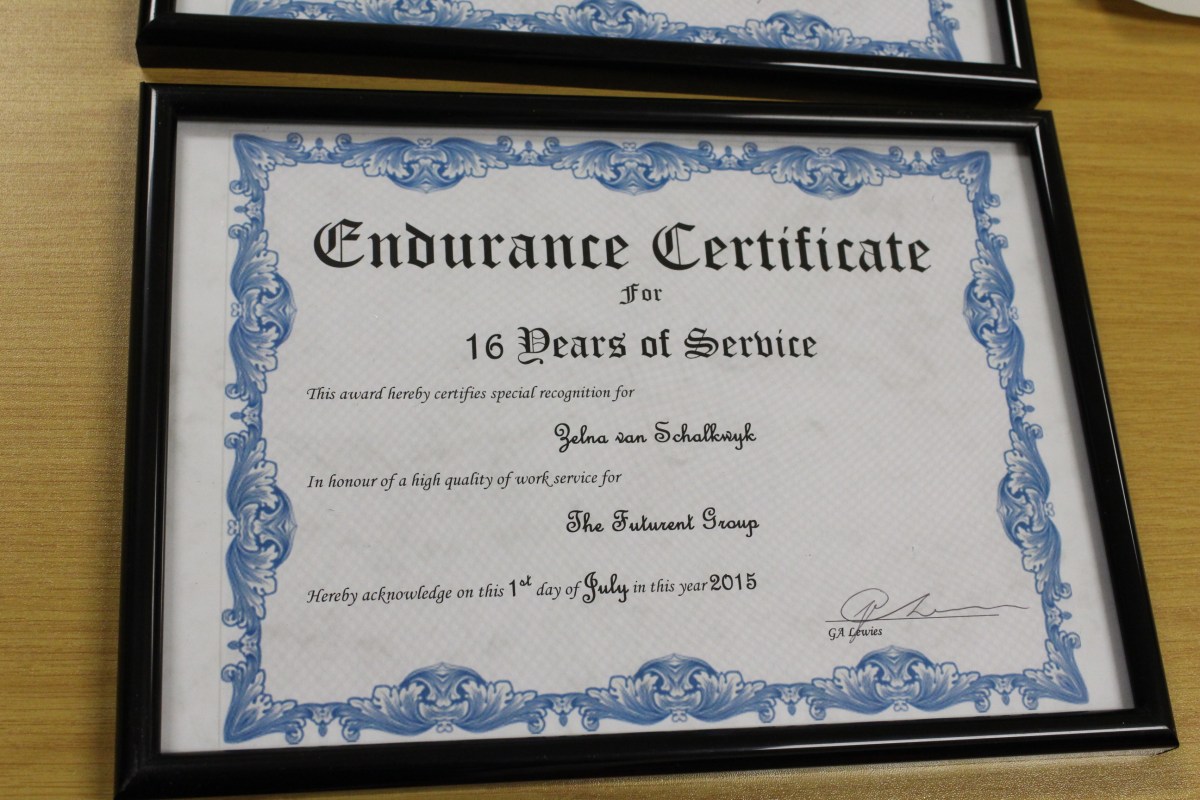 Endurance Certificate
For
16 Years of Service
This award hereby certifies special recognition for
Zelna van Schalkwyk
In honour of a high quality of work service for
The Futurent Group
Hereby acknowledge on this 1st day of July in this year 2015
GA Lewies